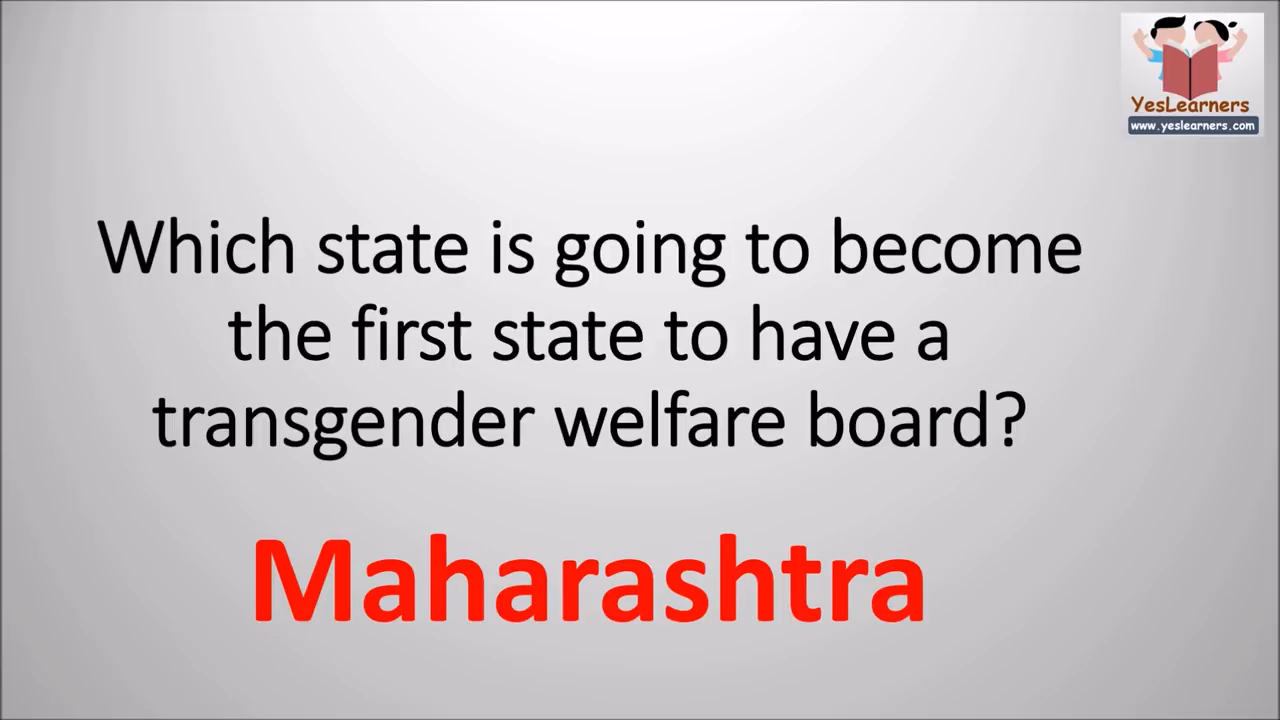 YesLearners
www.yeslearners.com
Which state is going to become
the first state to have a
transgender welfare board?
Maharashtra